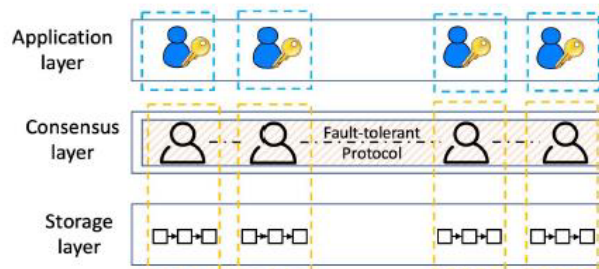 Application
layer
Consensus
layer
Fault-tolerant
Protocol
Storage
layer